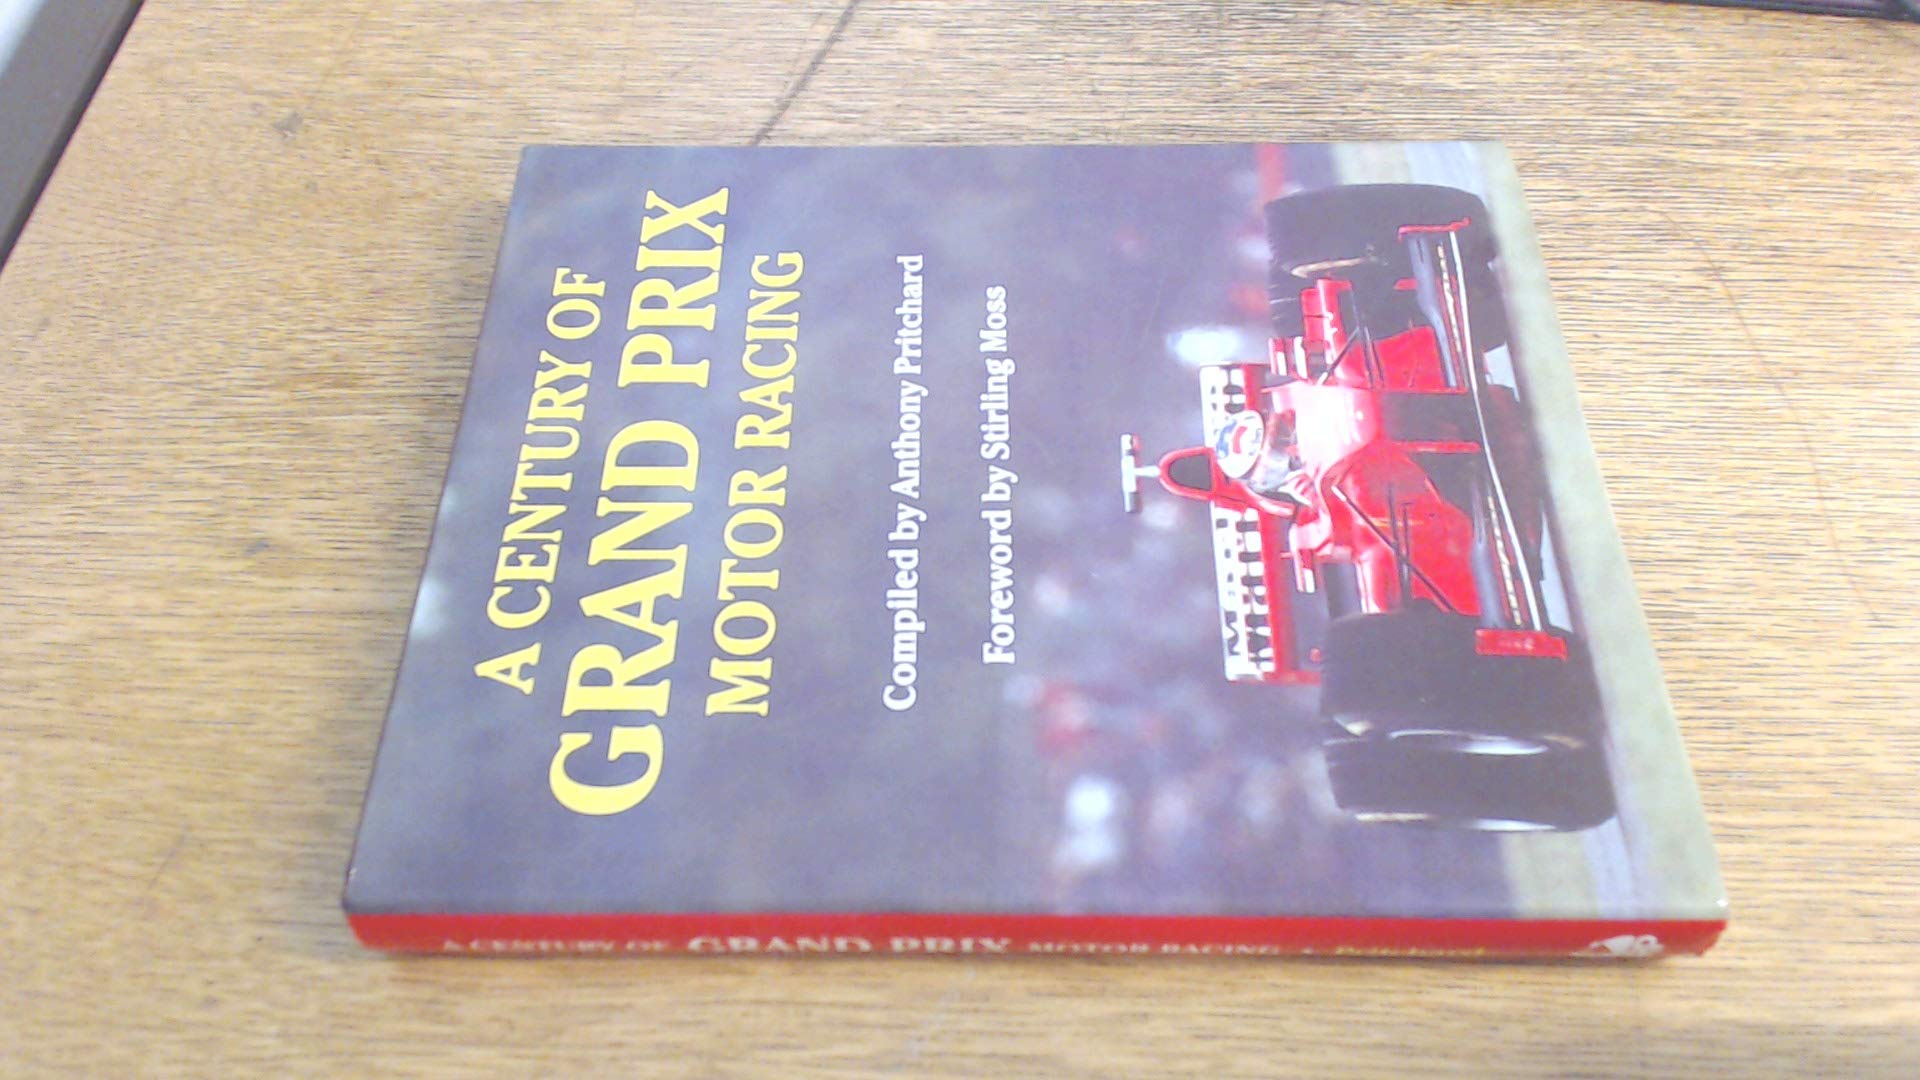 A CENTURY OF
GRAND PRIX
MOTOR RACING
Compiled by Anthony Pritchard
Foreword by Stirling Moss
A CENTURY OF GRAND PRIX MOTOR RACING • Pritchard